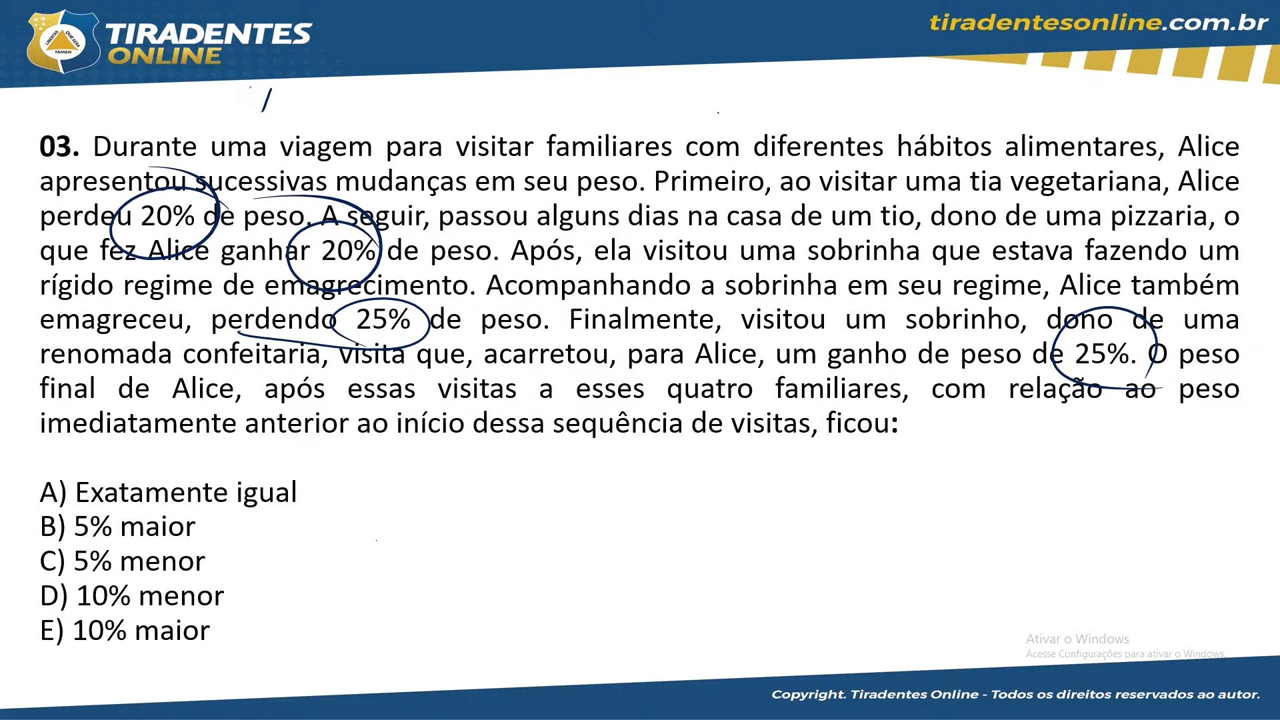 TIRADENTES
ONLINE
tiradentesonline.com.br
03. Durante uma viagem para visitar familiares com diferentes hábitos alimentares, Alice
apresentou sucessivas mudanças em seu peso. Primeiro, ao visitar uma tia vegetariana, Alice
perdeu 20% de peso. A seguir, passou alguns dias na casa de um tio, dono de uma pizzaria, o
que fez Alice ganhar 20% de peso. Após, ela visitou uma sobrinha que estava fazendo um
rígido regime de emagrecimento. Acompanhando a sobrinha em seu regime, Alice também
emagreceu, perdendo 25% de peso. Finalmente, visitou um sobrinho, dono de uma
renomada confeitaria, visita que, acarretou, para Alice, um ganho de peso de 25%. O peso
final de Alice, após essas visitas a esses quatro familiares, com relação ao peso
imediatamente anterior ao início dessa sequência de visitas, ficou:
A) Exatamente igual
B) 5% maior
C) 5% menor
D) 10% menor
E) 10% maior
Ativar o Windows
Acesse Configurações para ativar o Windows.
Copyright. Tiradentes Online - Todos os direitos reservados ao autor.